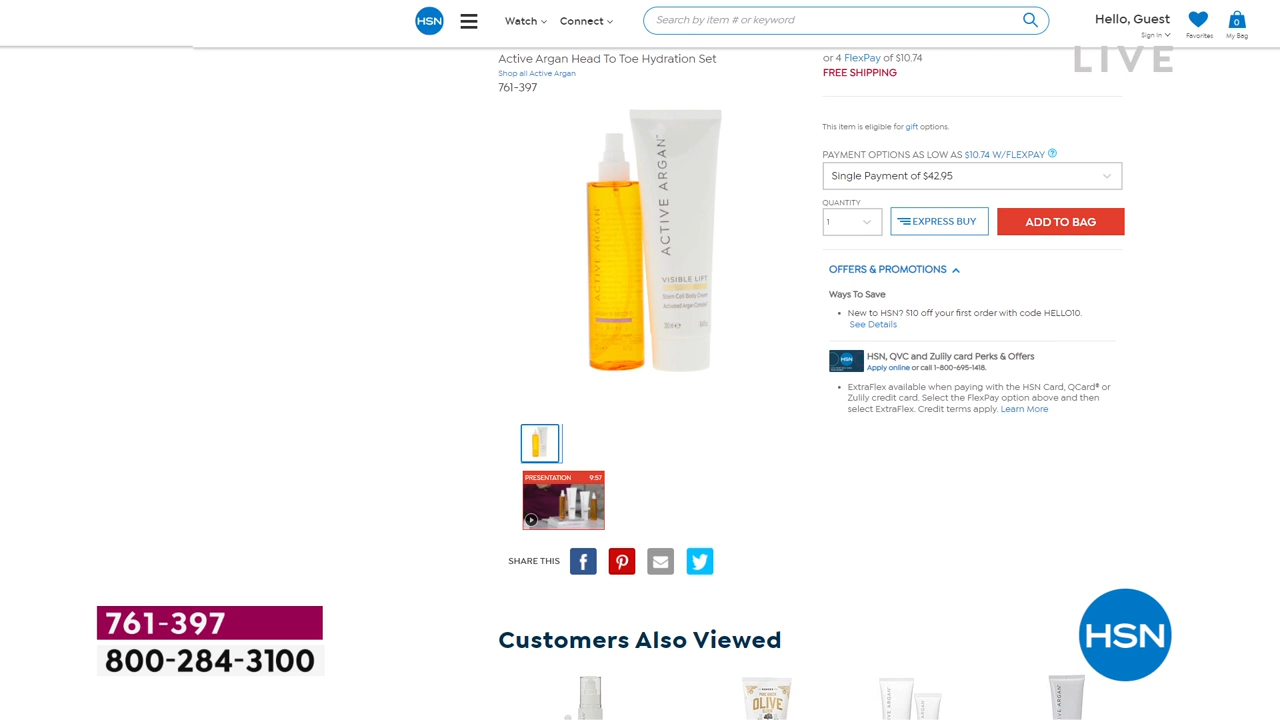 HSN
Watch
Connect
Search by item # or keyword
Hello, Guest
Sign in
Favorites
0
My Bag
LIVE
Active Argan Head To Toe Hydration Set
Shop all Active Argan
761-397
or 4 FlexPay of $10.74
FREE SHIPPING
This item is eligible for gift options.
PAYMENT OPTIONS AS LOW AS $10.74 W/FLEXPAY ?
Single Payment of $42.95
QUANTITY
1
EXPRESS BUY
ADD TO BAG
OFFERS & PROMOTIONS
Ways To Save
• New to HSN? $10 off your first order with code HELLO10.
See Details
HSN
HSN, QVC and Zulily card Perks & Offers
Apply online or call 1-800-695-1418.
• ExtraFlex available when paying with the HSN Card, QCard® or
Zulily credit card. Select the FlexPay option above and then
select ExtraFlex. Credit terms apply. Learn More
ACTIVE ARGAN
ACTIVE ARGAN™
VISIBLE LIFT
Stem Cell Body Cream
PRESENTATION 9:57
SHARE THIS
761-397
800-284-3100
HSN
Customers Also Viewed
OLIVE